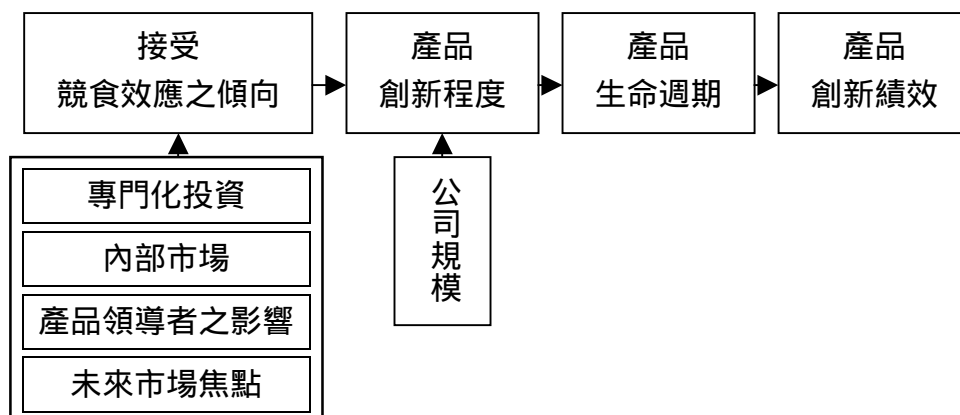 接受
競食效應之傾向
產品
創新程度
產品
生命週期
產品
創新績效
專門化投資
內部市場
產品領導者之影響
未來市場焦點
公司規模